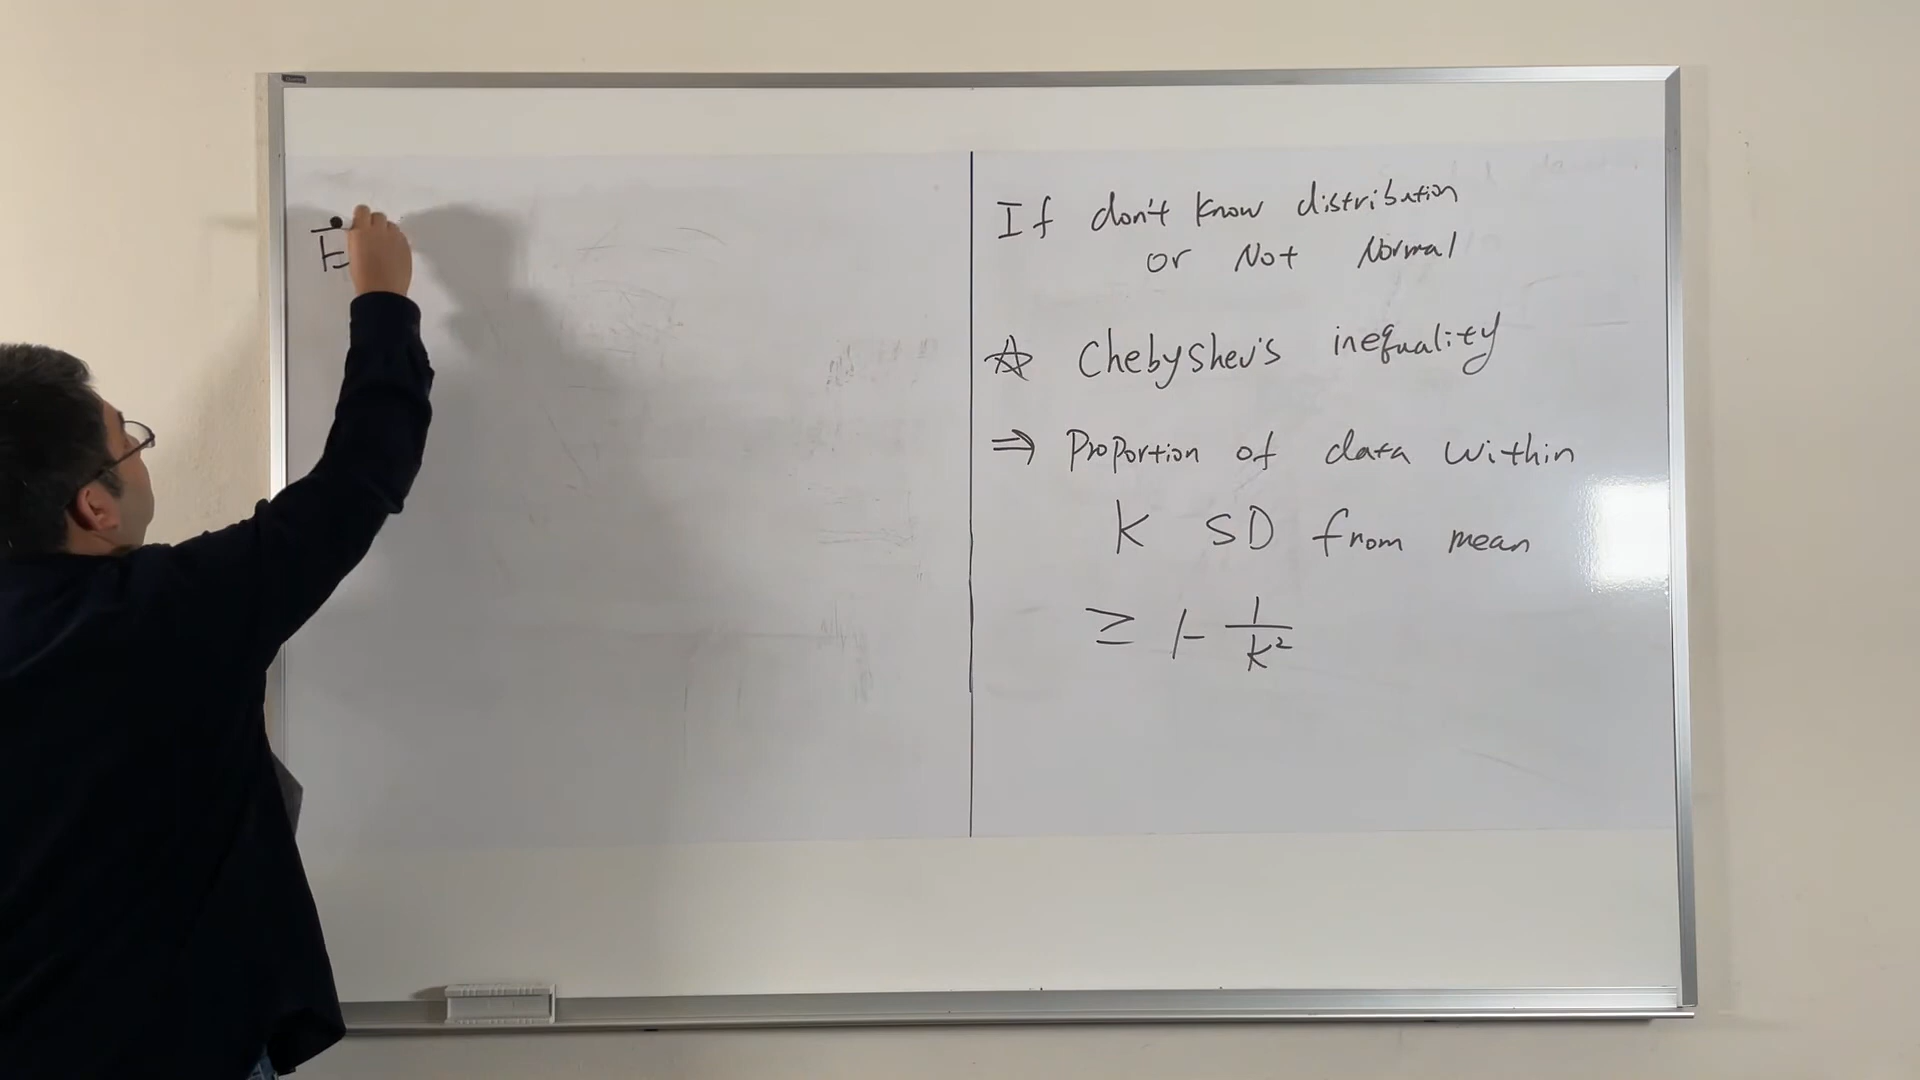 If don't know distribution
or Not Normal
☆ Chebyshev's inequality
⇒ Proportion of data within
K SD from mean
≥ 1 - 1/K²